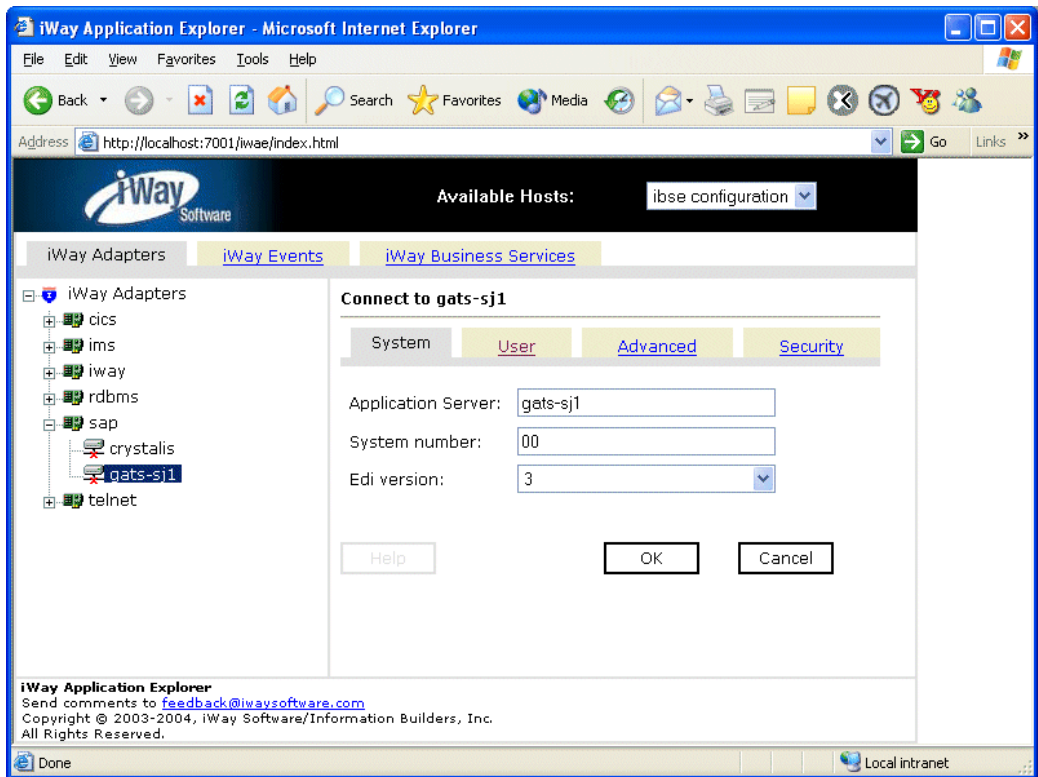 iWay Application Explorer - Microsoft Internet Explorer
File Edit View Favorites Tools Help
Back Search Favorites Media
Address http://localhost:7001/iwae/index.html Go Links »
iWay Software
Available Hosts: ibse configuration
iWay Adapters iWay Events iWay Business Services
iWay Adapters
cics
ims
iway
rdbms
sap
crystalis
gats-sj1
telnet
Connect to gats-sj1
System User Advanced Security
Application Server: gats-sj1
System number: 00
Edi version: 3
Help OK Cancel
iWay Application Explorer
Send comments to feedback@iwaysoftware.com
Copyright © 2003-2004, iWay Software/Information Builders, Inc.
All Rights Reserved.
Done Local intranet